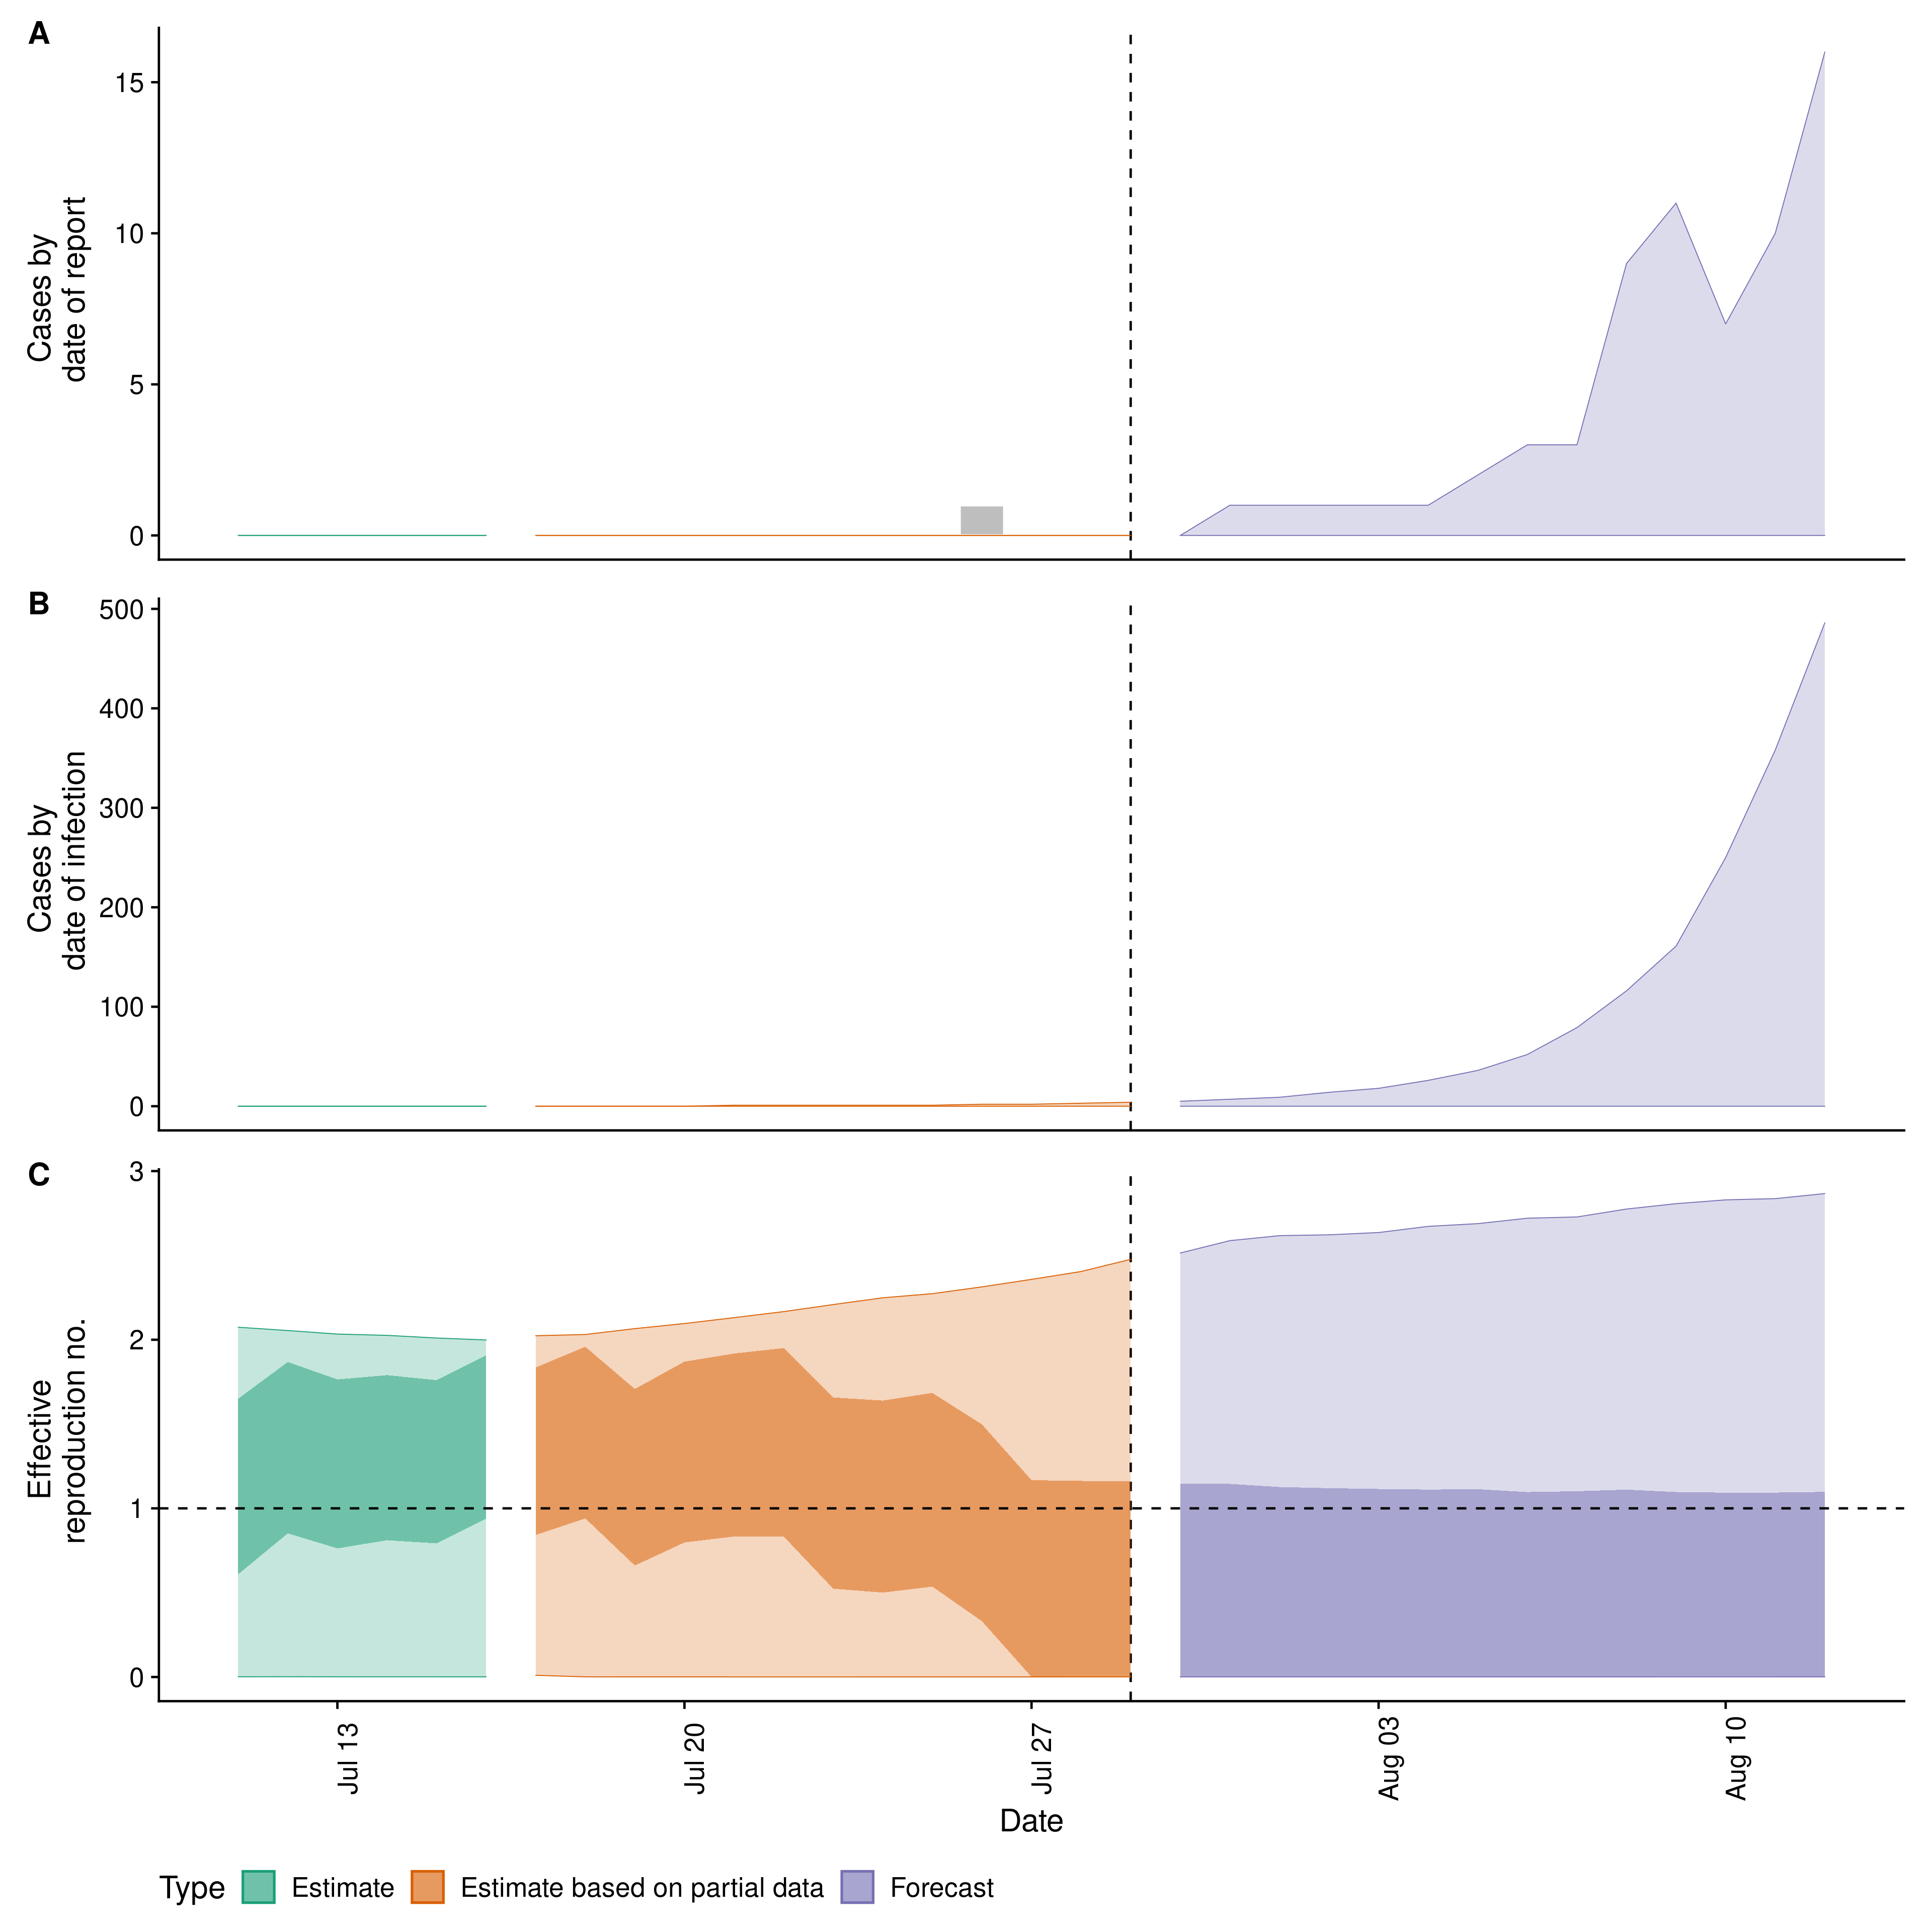 A
15
10
5
0
Cases by
date of report
B
500
400
300
200
100
0
Cases by
date of infection
C
3
2
1
0
Effective
reproduction no.
Jul 13
Jul 20
Jul 27
Aug 03
Aug 10
Date
Type Estimate Estimate based on partial data Forecast